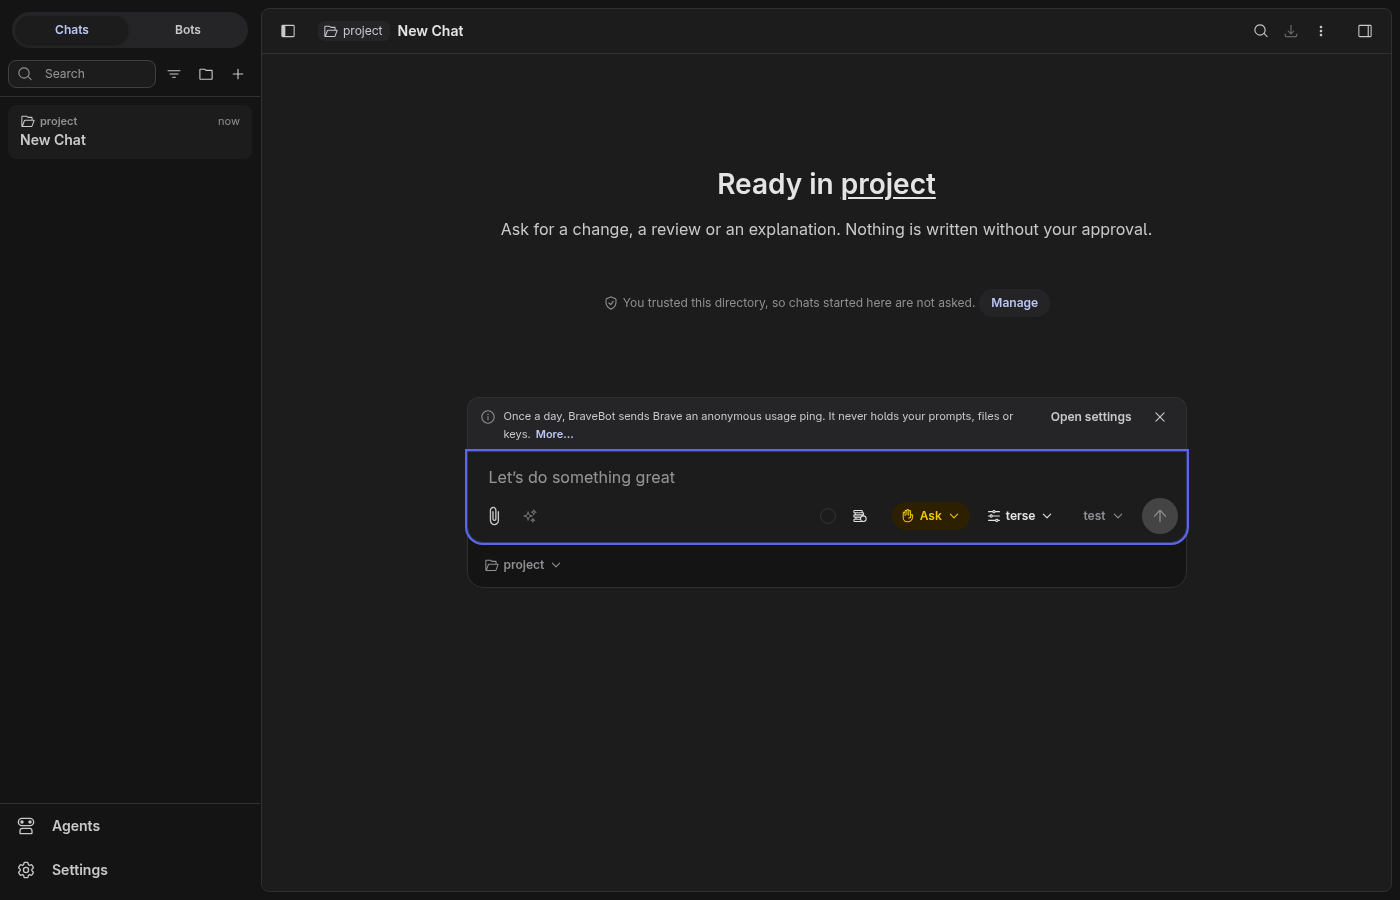 Chats
Bots
Search
project
now
New Chat
Agents
Settings
project
New Chat
Ready in project
Ask for a change, a review or an explanation. Nothing is written without your approval.
You trusted this directory, so chats started here are not asked.
Manage
Once a day, BraveBot sends Brave an anonymous usage ping. It never holds your prompts, files or
keys. More...
Open settings
Let's do something great
Ask
terse
test
project